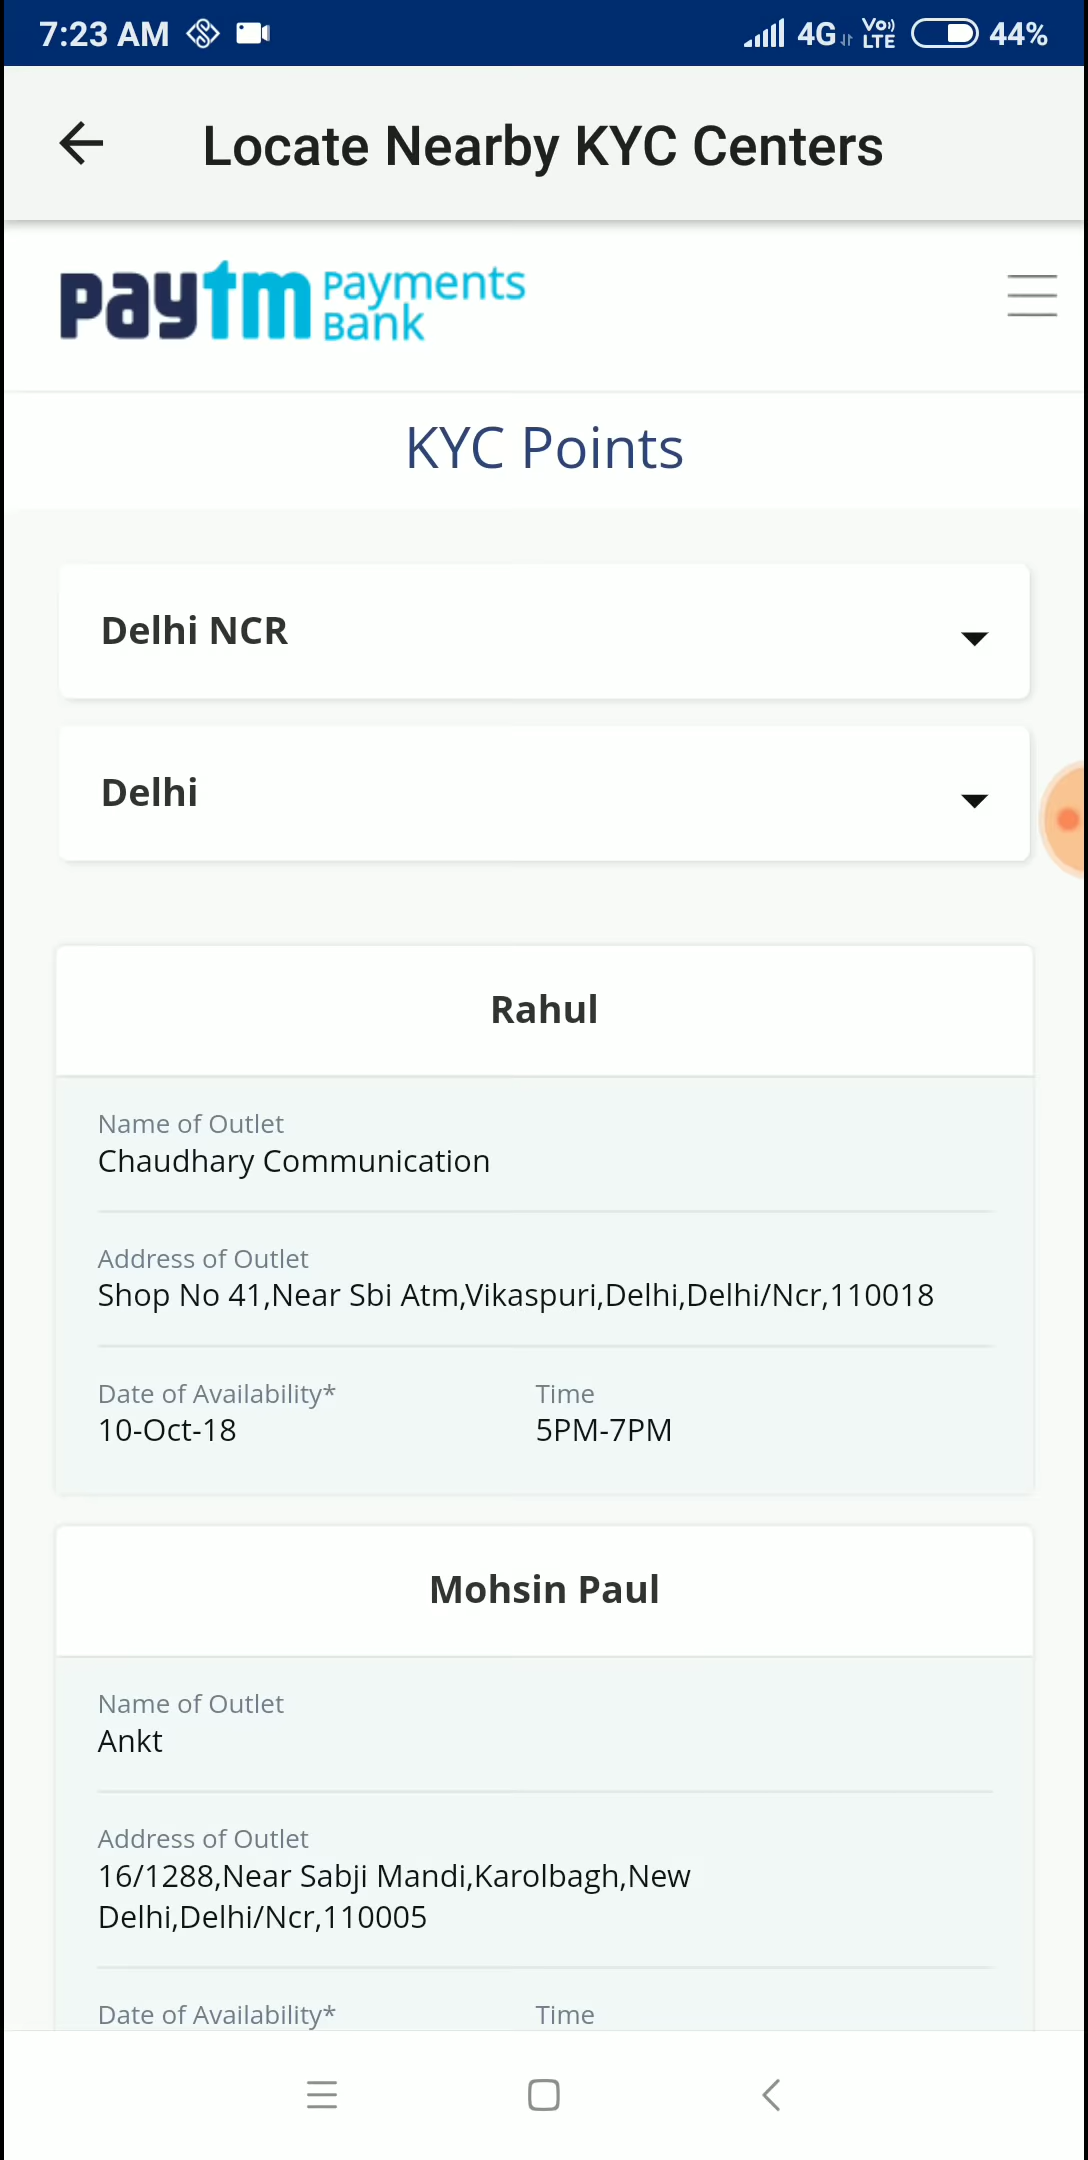 7:23 AM 4G VoLTE 44%
Locate Nearby KYC Centers
paytm Payments Bank
KYC Points
Delhi NCR
Delhi
Rahul
Name of Outlet
Chaudhary Communication
Address of Outlet
Shop No 41,Near Sbi Atm,Vikaspuri,Delhi,Delhi/Ncr,110018
Date of Availability* Time
10-Oct-18 5PM-7PM
Mohsin Paul
Name of Outlet
Ankt
Address of Outlet
16/1288,Near Sabji Mandi,Karolbagh,New
Delhi,Delhi/Ncr,110005
Date of Availability* Time